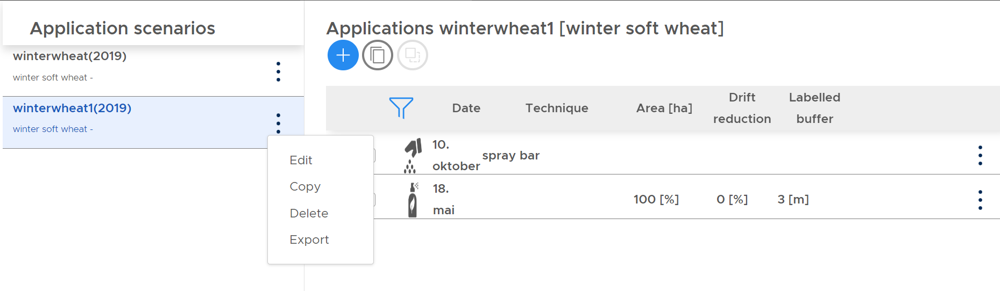 Application scenarios
winterwheat(2019)
winter soft wheat -
winterwheat1(2019)
winter soft wheat -
Edit
Copy
Delete
Export
Applications winterwheat1 [winter soft wheat]
Date Technique Area [ha] Drift reduction Labelled buffer
10. oktober spray bar
18. mai 100 [%] 0 [%] 3 [m]